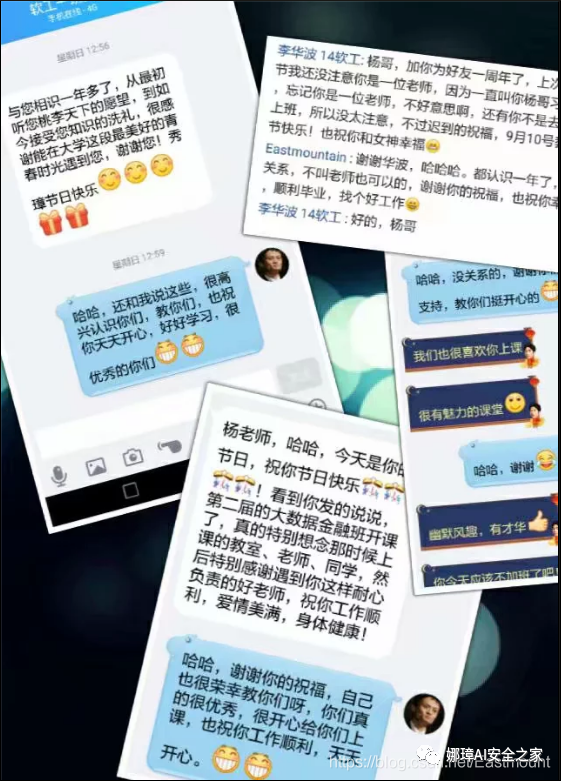 软工
手机在线 - 4G
星期日 12:56
与您相识一年多了，从最初
听您桃李天下的愿望，到如
今接受您知识的洗礼，很感
谢能在大学这段最美好的青
春时光遇到您，谢谢您！秀
璋节日快乐😁😁😁
🎁🎁
星期日 12:59
哈哈，还和我说这些，很高
兴认识你们，教你们，也祝
你天天开心，好好学习，很
优秀的你们😁😁
李华波 14软工: 杨哥，加你为好友一周年了，上次
节我还没注意你是一位老师，因为一直叫你杨哥习
，忘记你是一位老师，不好意思啊，还有你不是去
上班，所以没太注意，不过迟到的祝福，9月10号
节快乐！也祝你和女神幸福😄
Eastmountain : 谢谢华波，哈哈哈。都认识一年了，
关系，不叫老师也可以的，谢谢你的祝福，也祝你
，顺利毕业，找个好工作😄
李华波 14软工 : 好的，杨哥
哈哈，没关系的，谢谢
支持，教你们挺开心的😁
我们也很喜欢你上课
很有魅力的课堂🙂
哈哈，谢谢😂
幽默风趣，有才华👍
你今天应该不加班了吧！
杨老师，哈哈，今天是你的
节日，祝你节日快乐🎊🎊
🎊🎊！看到你发的说说，
第二届的大数据金融班开课
了，真的特别想念那时候上
课的教室、老师、同学，然
后特别感谢遇到你这样耐心
负责的好老师，祝你工作顺
利，爱情美满，身体健康！
哈哈，谢谢你的祝福，自己
也很荣幸教你们呀，你们真
的很优秀，很开心给你们上
课，也祝你工作顺利，天天
开心。😁😁
娜璋AI安全之家
https://blog.csdn.net/Eastmount